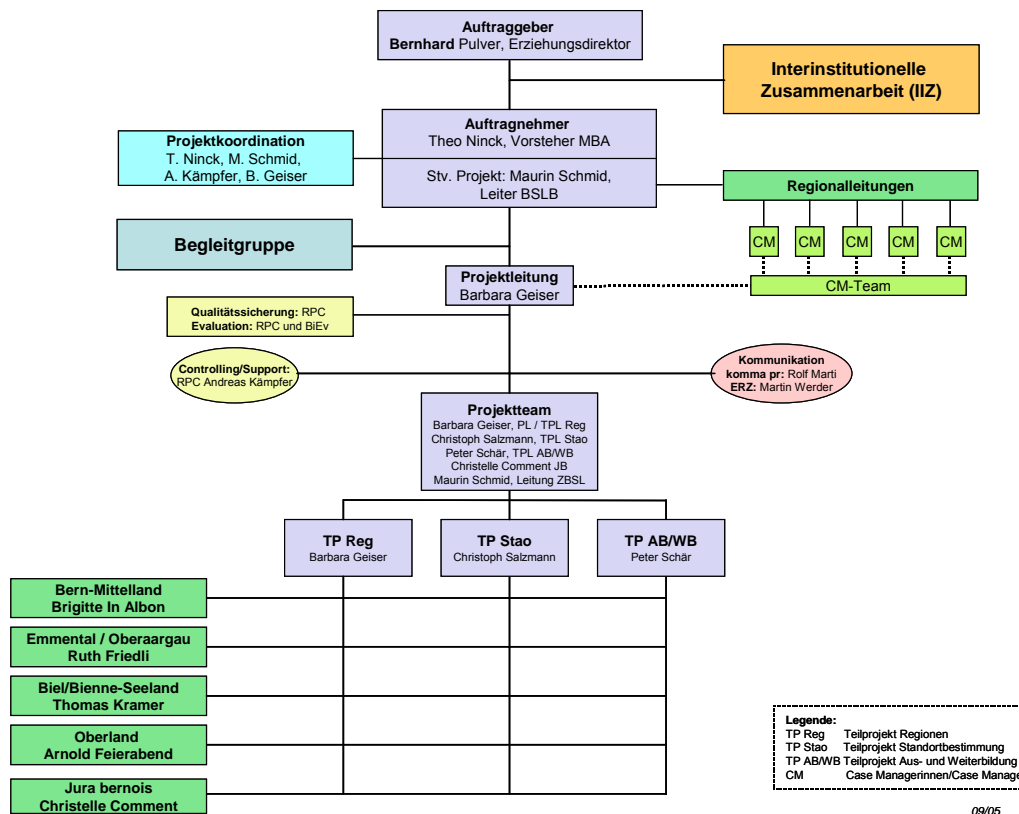 Auftraggeber
Bernhard Pulver, Erziehungsdirektor
Interinstitutionelle
Zusammenarbeit (IIZ)
Auftragnehmer
Theo Ninck, Vorsteher MBA
Stv. Projekt: Maurin Schmid,
Leiter BSLB
Projektkoordination
T. Ninck, M. Schmid,
A. Kämpfer, B. Geiser
Regionalleitungen
CM CM CM CM CM
CM-Team
Begleitgruppe
Projektleitung
Barbara Geiser
Qualitätssicherung: RPC
Evaluation: RPC und BiEv
Controlling/Support:
RPC Andreas Kämpfer
Kommunikation
komma pr: Rolf Marti
ERZ: Martin Werder
Projektteam
Barbara Geiser, PL / TPL Reg
Christoph Salzmann, TPL Stao
Peter Schär, TPL AB/WB
Christelle Comment JB
Maurin Schmid, Leitung ZBSL
TP Reg
Barbara Geiser
TP Stao
Christoph Salzmann
TP AB/WB
Peter Schär
Bern-Mittelland
Brigitte In Albon
Emmental / Oberaargau
Ruth Friedli
Biel/Bienne-Seeland
Thomas Kramer
Oberland
Arnold Feierabend
Jura bernois
Christelle Comment
Legende:
TP Reg Teilprojekt Regionen
TP Stao Teilprojekt Standortbestimmung
TP AB/WB Teilprojekt Aus- und Weiterbildung
CM Case Managerinnen/Case Manage
09/05